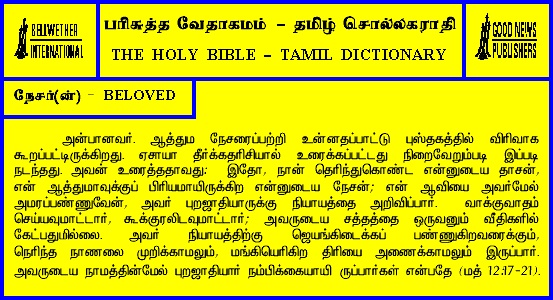 BELLWETHER
INTERNATIONAL
பரிசுத்த வேதாகமம் – தமிழ் சொல்லகராதி
THE HOLY BIBLE – TAMIL DICTIONARY
GOOD NEWS
PUBLISHERS
நேசர்(ன்) – BELOVED
அன்பானவர். ஆத்தும நேசரைப்பற்றி உன்னதப்பாட்டு புஸ்தகத்தில் விரிவாக
கூறப்பட்டிருக்கிறது. ஏசாயா தீர்க்கதரிசியால் உரைக்கப்பட்டது நிறைவேறும்படி இப்படி
நடந்தது. அவன் உரைத்ததாவது: இதோ, நான் தெரிந்துகொண்ட என்னுடைய தாசன்,
என் ஆத்துமாவுக்குப் பிரியமாயிருக்கிற என்னுடைய நேசன்; என் ஆவியை அவர்மேல்
அமரப்பண்ணுவேன், அவர் புறஜாதியாருக்கு நியாயத்தை அறிவிப்பார். வாக்குவாதம்
செய்யவுமாட்டார், கூக்குரலிடவுமாட்டார்; அவருடைய சத்தத்தை ஒருவனும் வீதிகளில்
கேட்பதுமில்லை. அவர் நியாயத்திற்கு ஜெயங்கிடைக்கப் பண்ணுகிறவரைக்கும்,
நெரிந்த நாணலை முறிக்காமலும், மங்கியெரிகிற திரியை அணைக்காமலும் இருப்பார்.
அவருடைய நாமத்தின்மேல் புறஜாதியார் நம்பிக்கையாயி ருப்பார்கள் என்பதே (மத் 12:17-21).